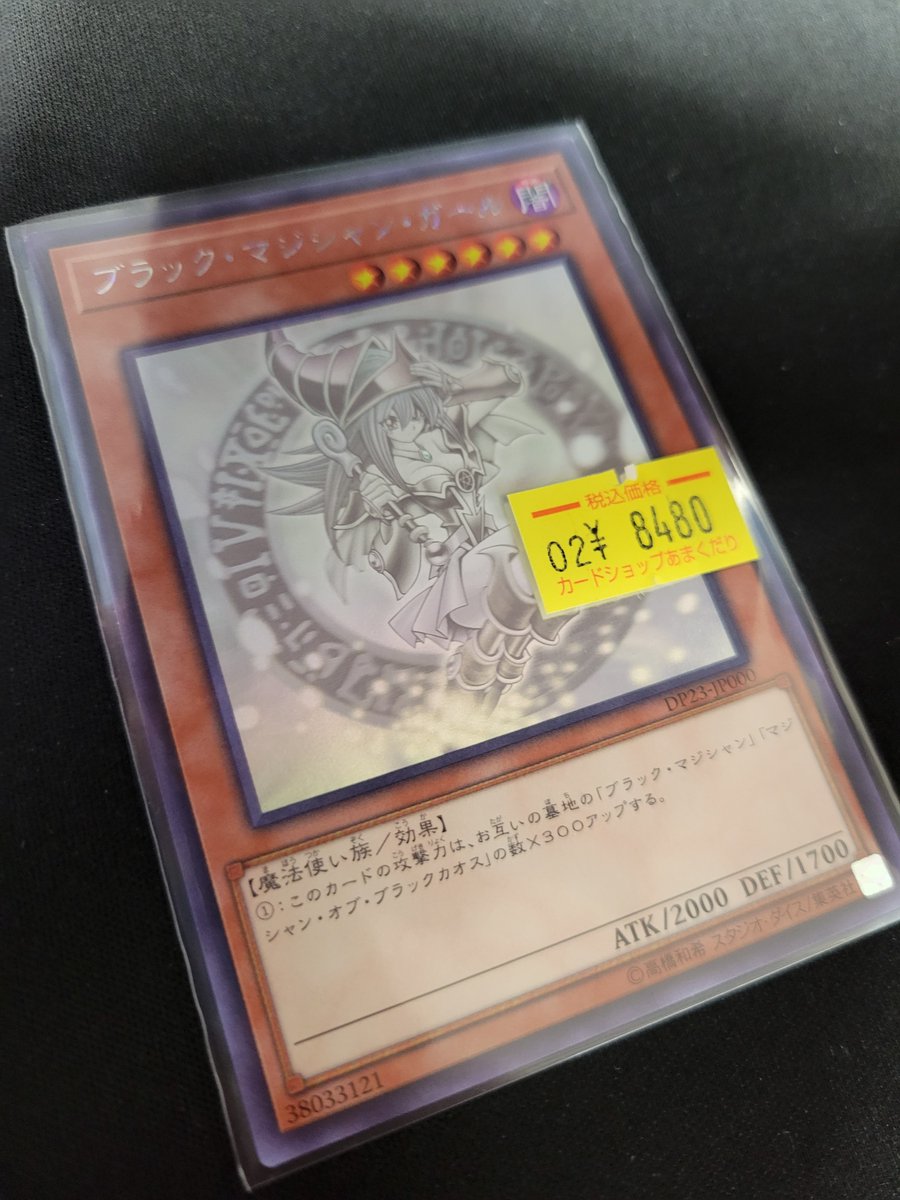 ブラック・マジシャン・ガール
闇
税込価格
02¥ 8480
カードショップあまくだり
DP23-JP000
【魔法使い族/効果】
①:このカードの攻撃力は、お互いの墓地の「ブラック・マジシャン」「マジ
シャン・オブ・ブラックカオス」の数×300アップする。
ATK/2000 DEF/1700
38033121
©高橋和希 スタジオ・ダイス/集英社